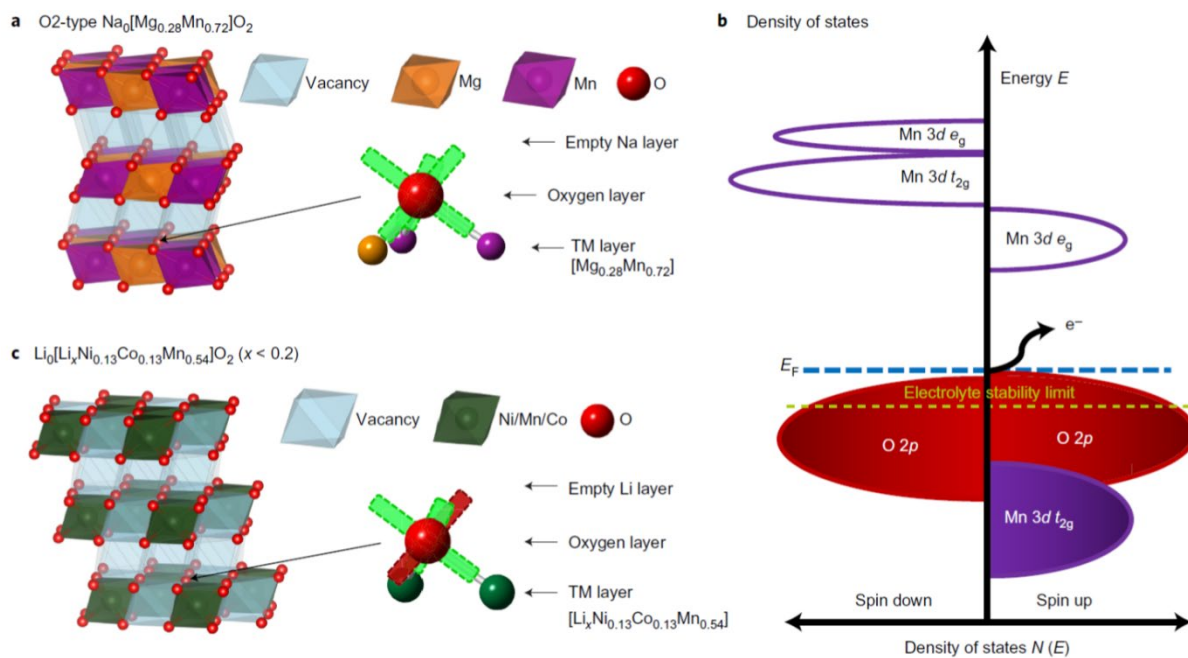 a O2-type Na0[Mg0.28Mn0.72]O2
Vacancy
Mg
Mn
O
Empty Na layer
Oxygen layer
TM layer
[Mg0.28Mn0.72]
c Li0[LixNi0.13Co0.13Mn0.54]O2 (x < 0.2)
Vacancy
Ni/Mn/Co
O
Empty Li layer
Oxygen layer
TM layer
[LixNi0.13Co0.13Mn0.54]
b Density of states
Energy E
Mn 3d eg
Mn 3d t2g
Mn 3d eg
e−
EF
Electrolyte stability limit
O 2p
O 2p
Mn 3d t2g
Spin down
Spin up
Density of states N (E)